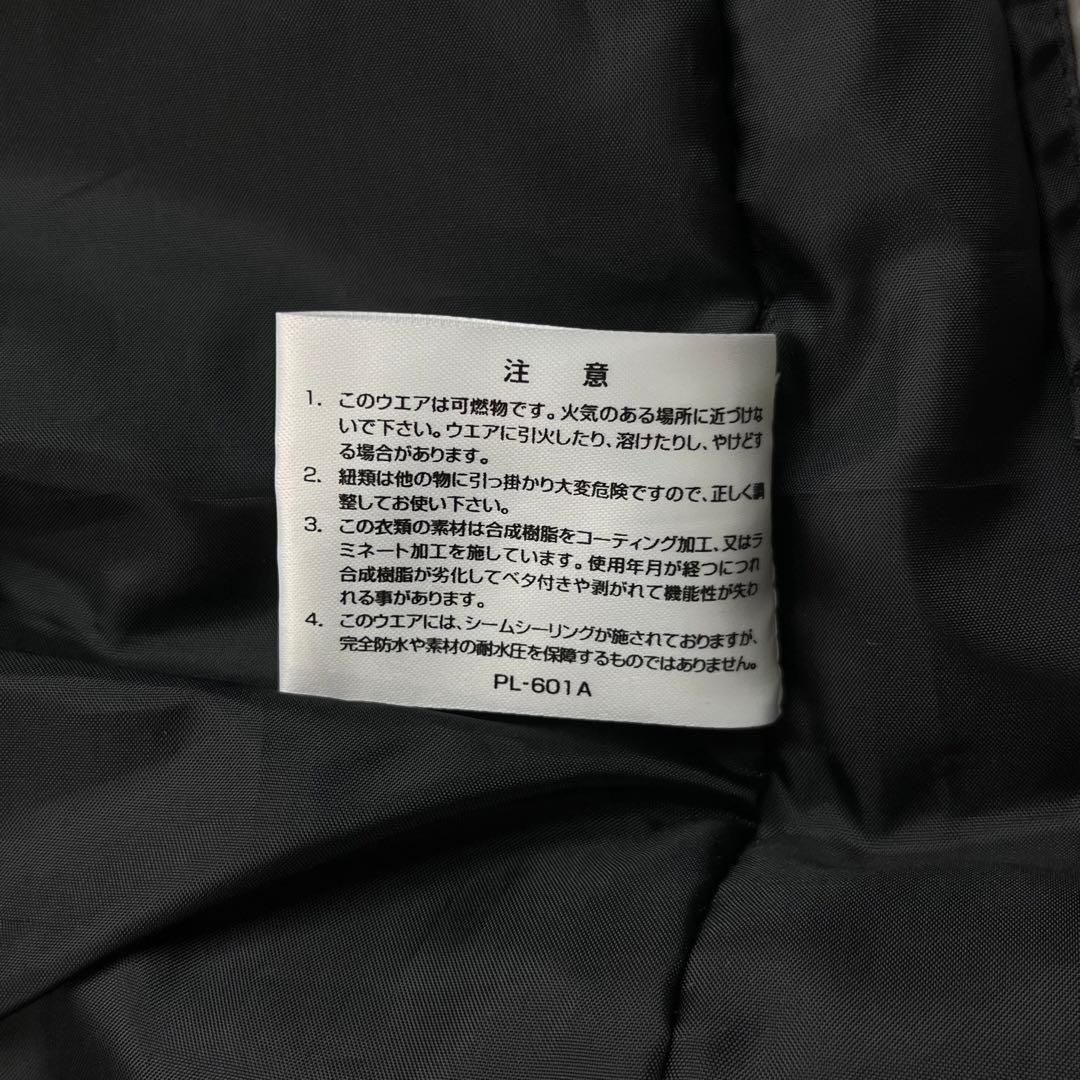 注 意
1. このウエアは可燃物です。火気のある場所に近づけな
いで下さい。ウエアに引火したり、溶けたりし、やけどす
る場合があります。
2. 紐類は他の物に引っ掛かり大変危険ですので、正しく調
整してお使い下さい。
3. この衣類の素材は合成樹脂をコーティング加工、又はラ
ミネート加工を施しています。使用年月が経つにつれ
合成樹脂が劣化してベタ付きや剥がれて機能性が失わ
れる事があります。
4. このウエアには、シームシーリングが施されておりますが、
完全防水や素材の耐水圧を保障するものではありません。
PL-601A